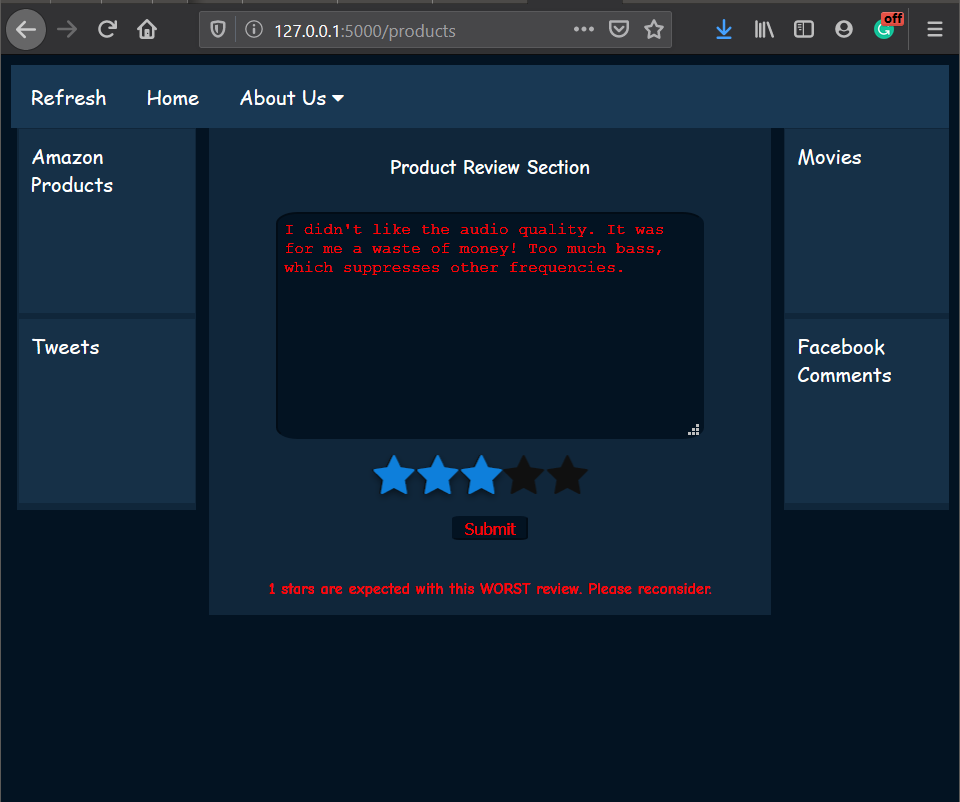 127.0.0.1:5000/products
off
Refresh Home About Us
Amazon
Products
Tweets
Product Review Section
I didn't like the audio quality. It was
for me a waste of money! Too much bass,
which suppresses other frequencies.
Submit
1 stars are expected with this WORST review. Please reconsider.
Movies
Facebook
Comments